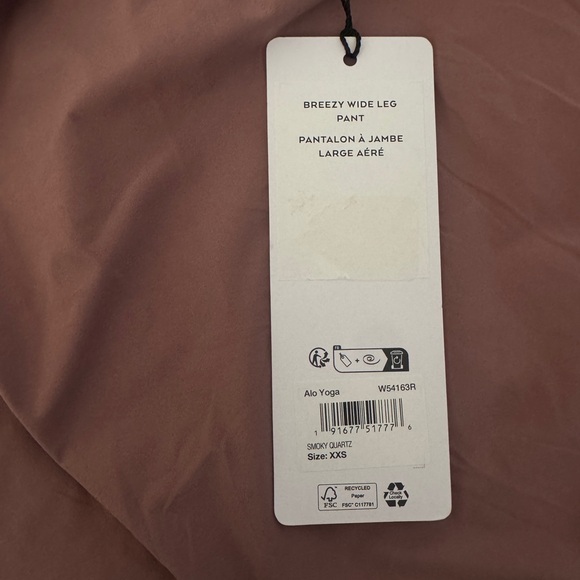 BREEZY WIDE LEG
PANT
PANTALON À JAMBE
LARGE AÉRÉ
FR
+
Alo Yoga W54163R
1 91677 51777 6
SMOKY QUARTZ
Size: XXS
FSC
RECYCLED
Paper
FSC® C117781
Check
Locally